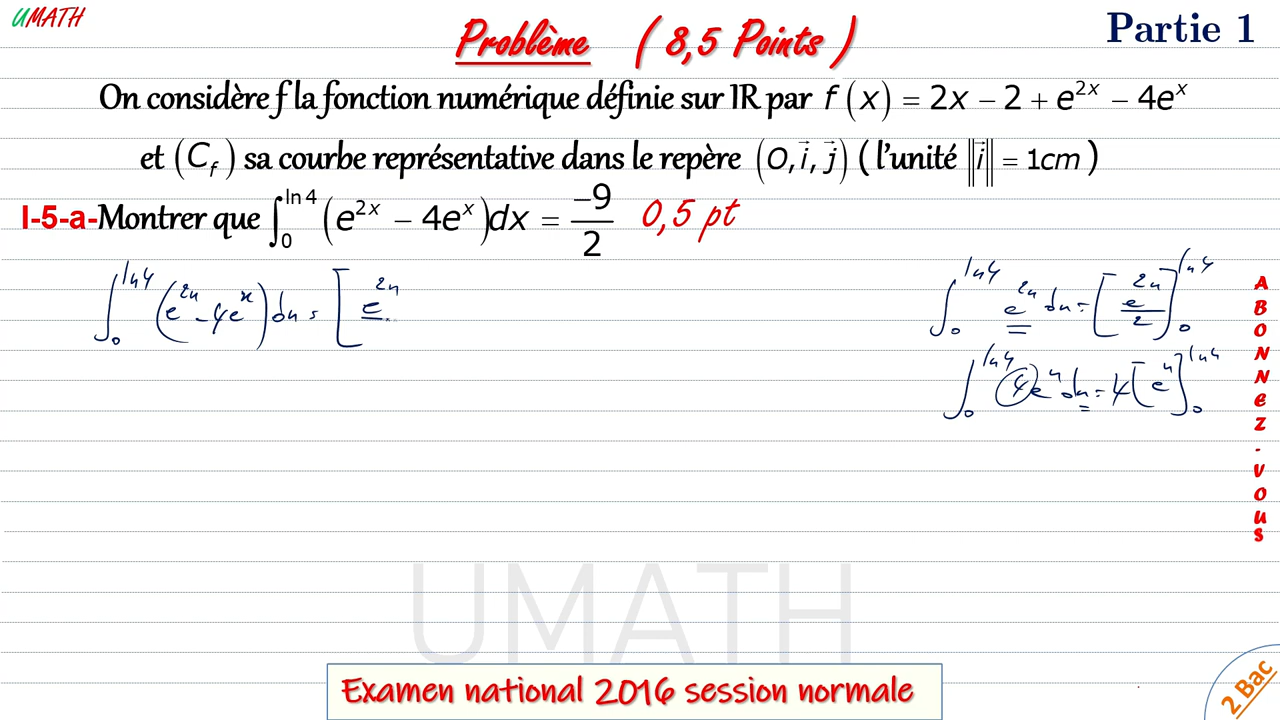 UMATH
Problème ( 8,5 Points )
Partie 1
On considère f la fonction numérique définie sur IR par f(x) = 2x − 2 + e^{2x} − 4e^x
et (C_f) sa courbe représentative dans le repère (O, i⃗, j⃗) ( l'unité ‖i⃗‖ = 1cm )
I-5-a-Montrer que ∫_0^{ln 4} (e^{2x} − 4e^x)dx = −9/2 0,5 pt
∫_0^{ln4} (e^{2x} − 4e^x) dx = [ e^{2x}
∫_0^{ln4} e^{2x} dx = [e^{2x}/2]_0^{ln4}
∫_0^{ln4} 4e^x dx = 4[e^x]_0^{ln4}
ABONNEZ-VOUS
UMATH
Examen national 2016 session normale
2 Bac